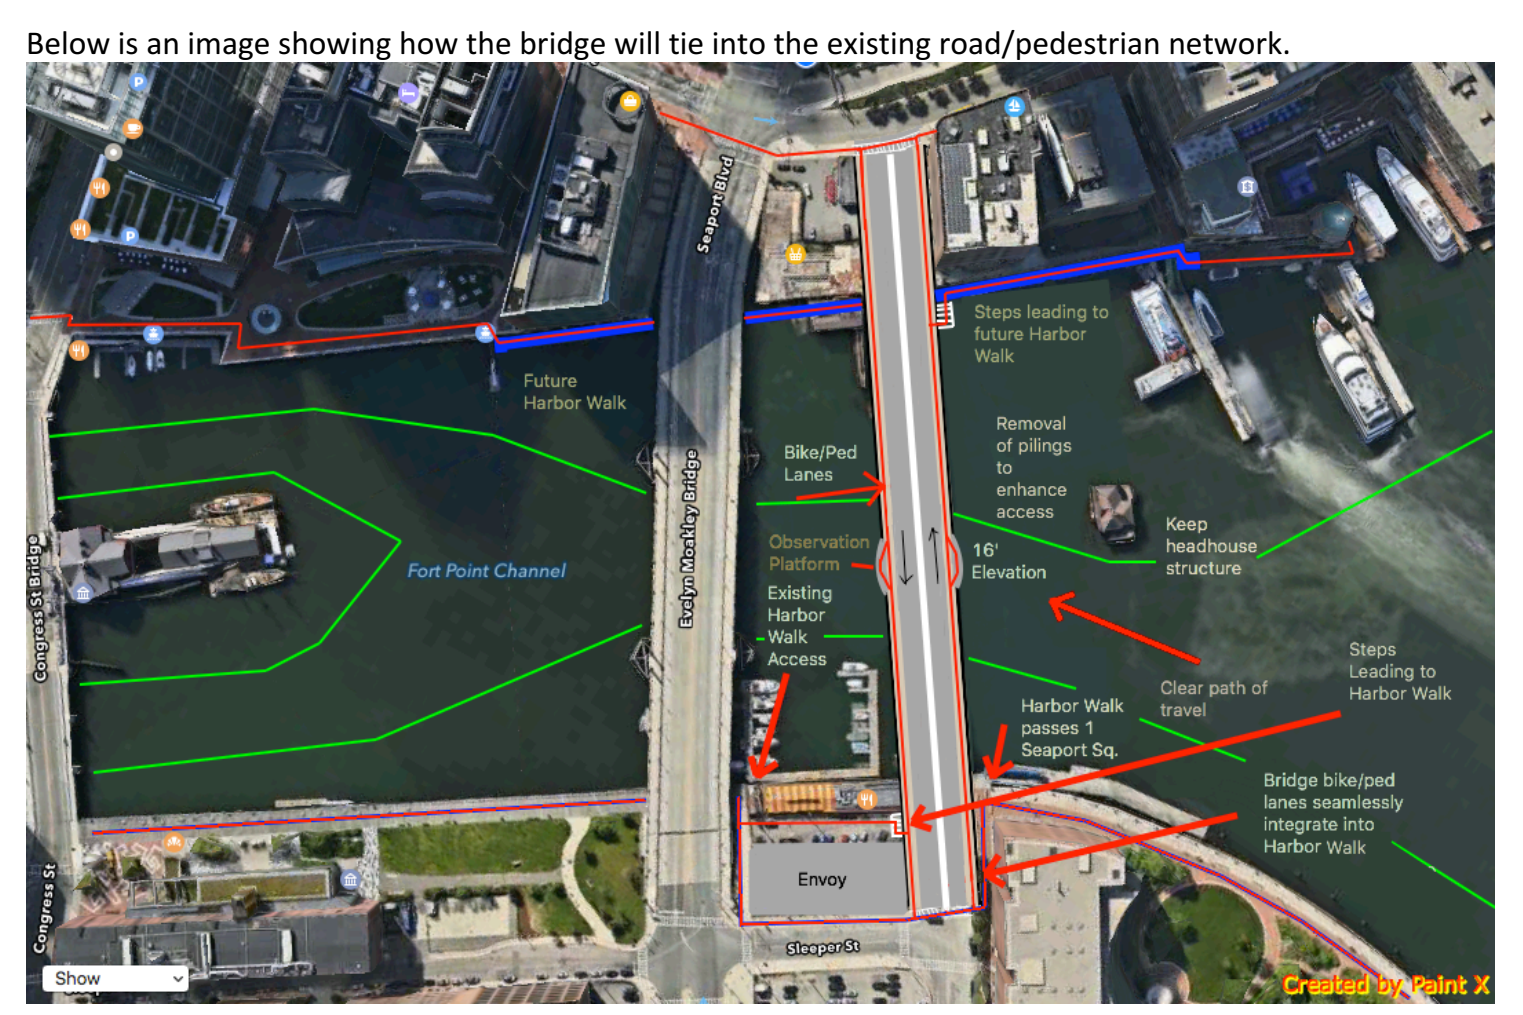 Below is an image showing how the bridge will tie into the existing road/pedestrian network.
P
Seaport Blvd
P
Steps leading to
future Harbor
Walk
Future
Harbor Walk
Removal
of pilings
to
enhance
access
Bike/Ped
Lanes
Evelyn Moakley Bridge
Keep
headhouse
structure
Observation
Platform
16'
Elevation
Congress St Bridge
Fort Point Channel
Existing
Harbor
Walk
Access
Steps
Leading to
Harbor Walk
Clear path of
travel
Harbor Walk
passes 1
Seaport Sq.
Bridge bike/ped
lanes seamlessly
integrate into
Harbor Walk
Envoy
Congress St
Sleeper St
Show
Created by Paint X